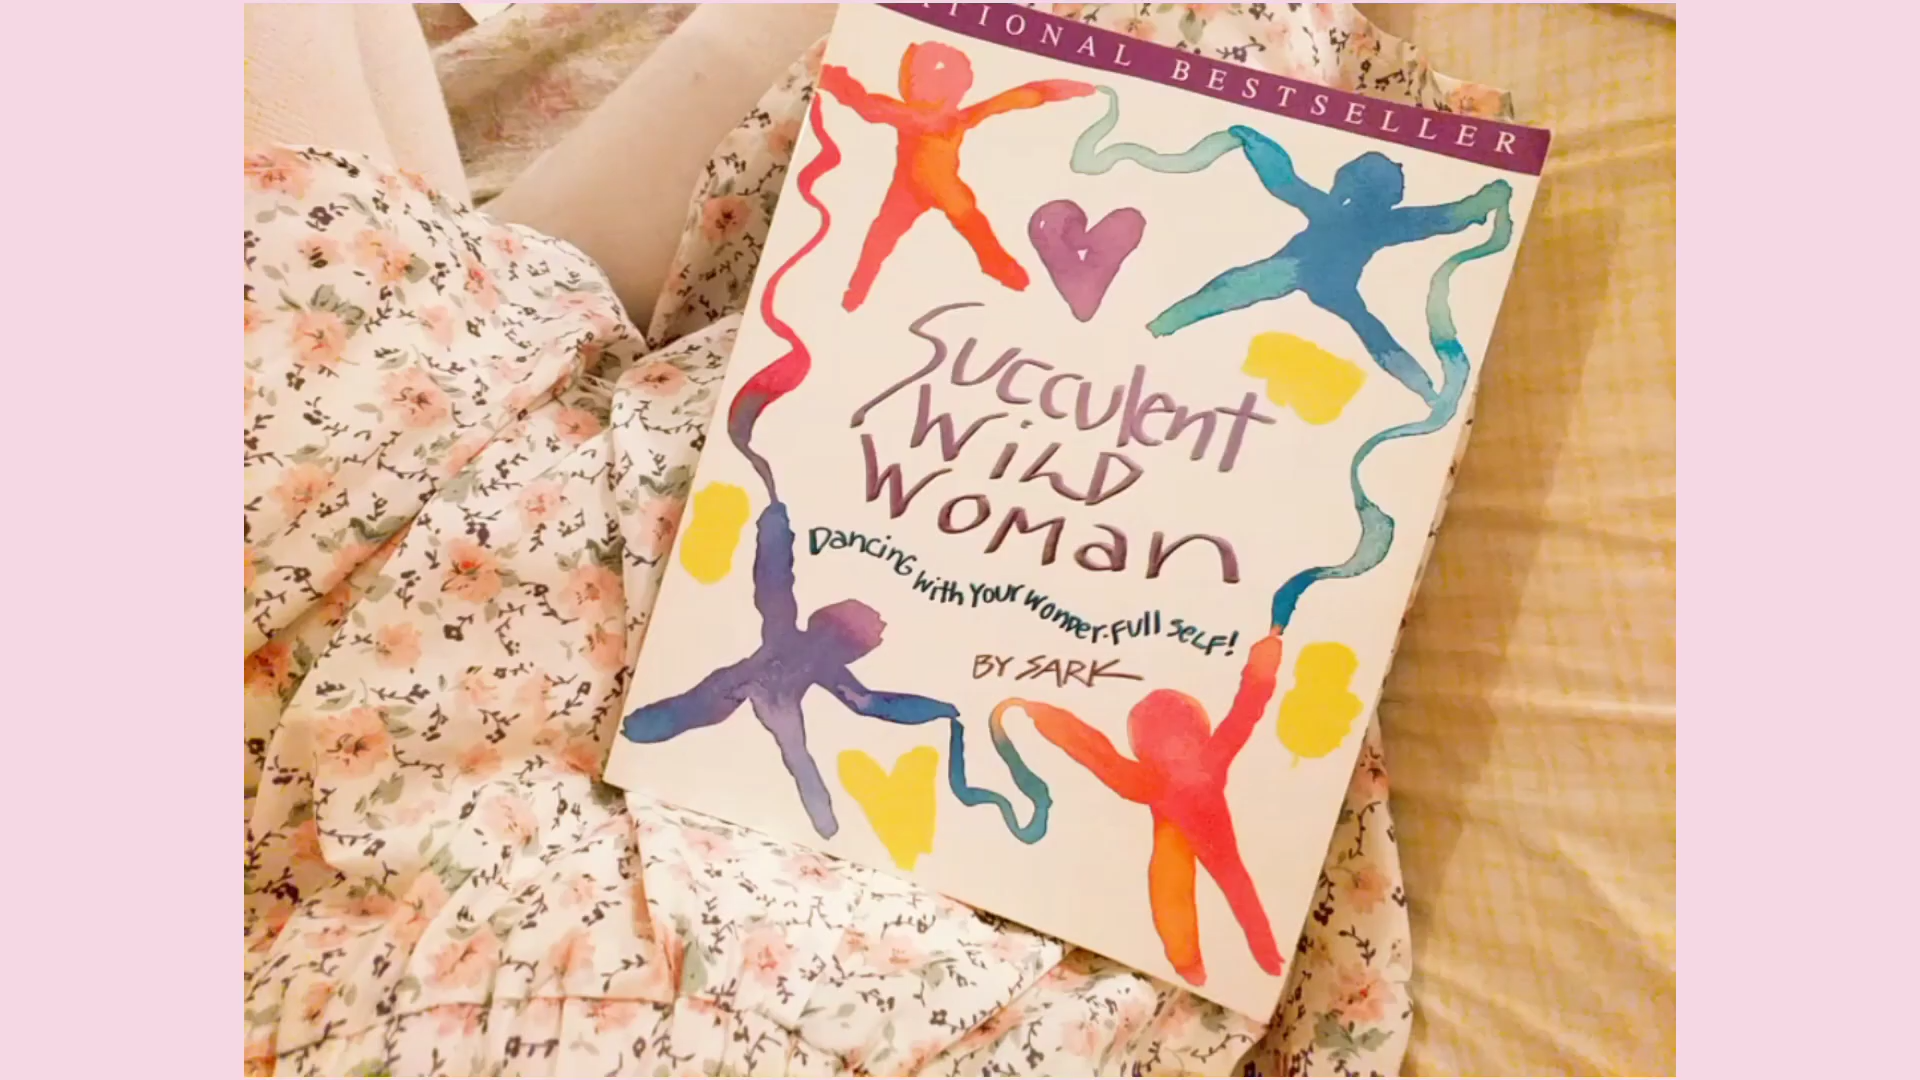 TIONAL BESTSELLER
Succulent
Wild
Woman
Dancing with your wonder-full self!
BY SARK